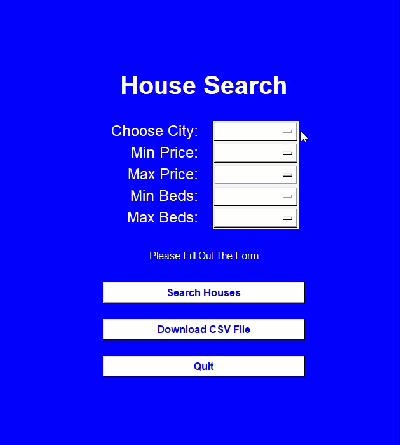 House Search
Choose City:
Min Price:
Max Price:
Min Beds:
Max Beds:
Please Fill Out The Form
Search Houses
Download CSV File
Quit